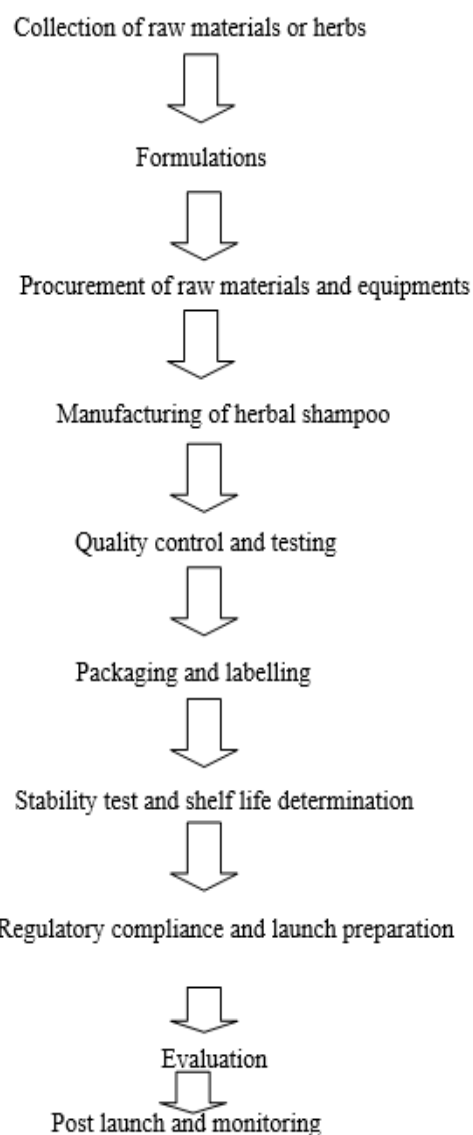 Collection of raw materials or herbs
Formulations
Procurement of raw materials and equipments
Manufacturing of herbal shampoo
Quality control and testing
Packaging and labelling
Stability test and shelf life determination
Regulatory compliance and launch preparation
Evaluation
Post launch and monitoring